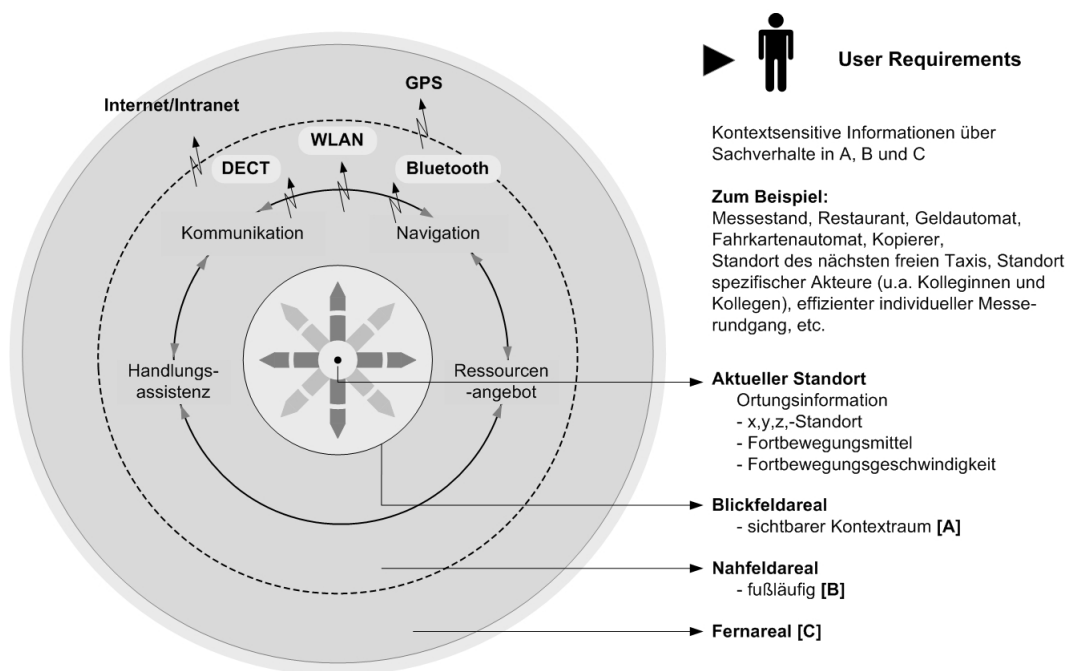 Internet/Intranet
GPS
WLAN
DECT
Bluetooth
Kommunikation
Navigation
Handlungs-
assistenz
Ressourcen
-angebot
User Requirements
Kontextsensitive Informationen über
Sachverhalte in A, B und C
Zum Beispiel:
Messestand, Restaurant, Geldautomat,
Fahrkartenautomat, Kopierer,
Standort des nächsten freien Taxis, Standort
spezifischer Akteure (u.a. Kolleginnen und
Kollegen), effizienter individueller Messe-
rundgang, etc.
Aktueller Standort
Ortungsinformation
- x,y,z,-Standort
- Fortbewegungsmittel
- Fortbewegungsgeschwindigkeit
Blickfeldareal
- sichtbarer Kontextraum [A]
Nahfeldareal
- fußläufig [B]
Fernareal [C]